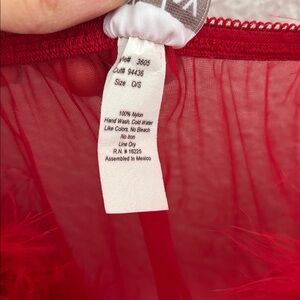 Style# 3605
Cut# 94436
Size O/S
100% Nylon
Hand Wash, Cold Water
Like Colors, No Bleach
No Iron
Line Dry
R.N. # 16225
Assembled In Mexico